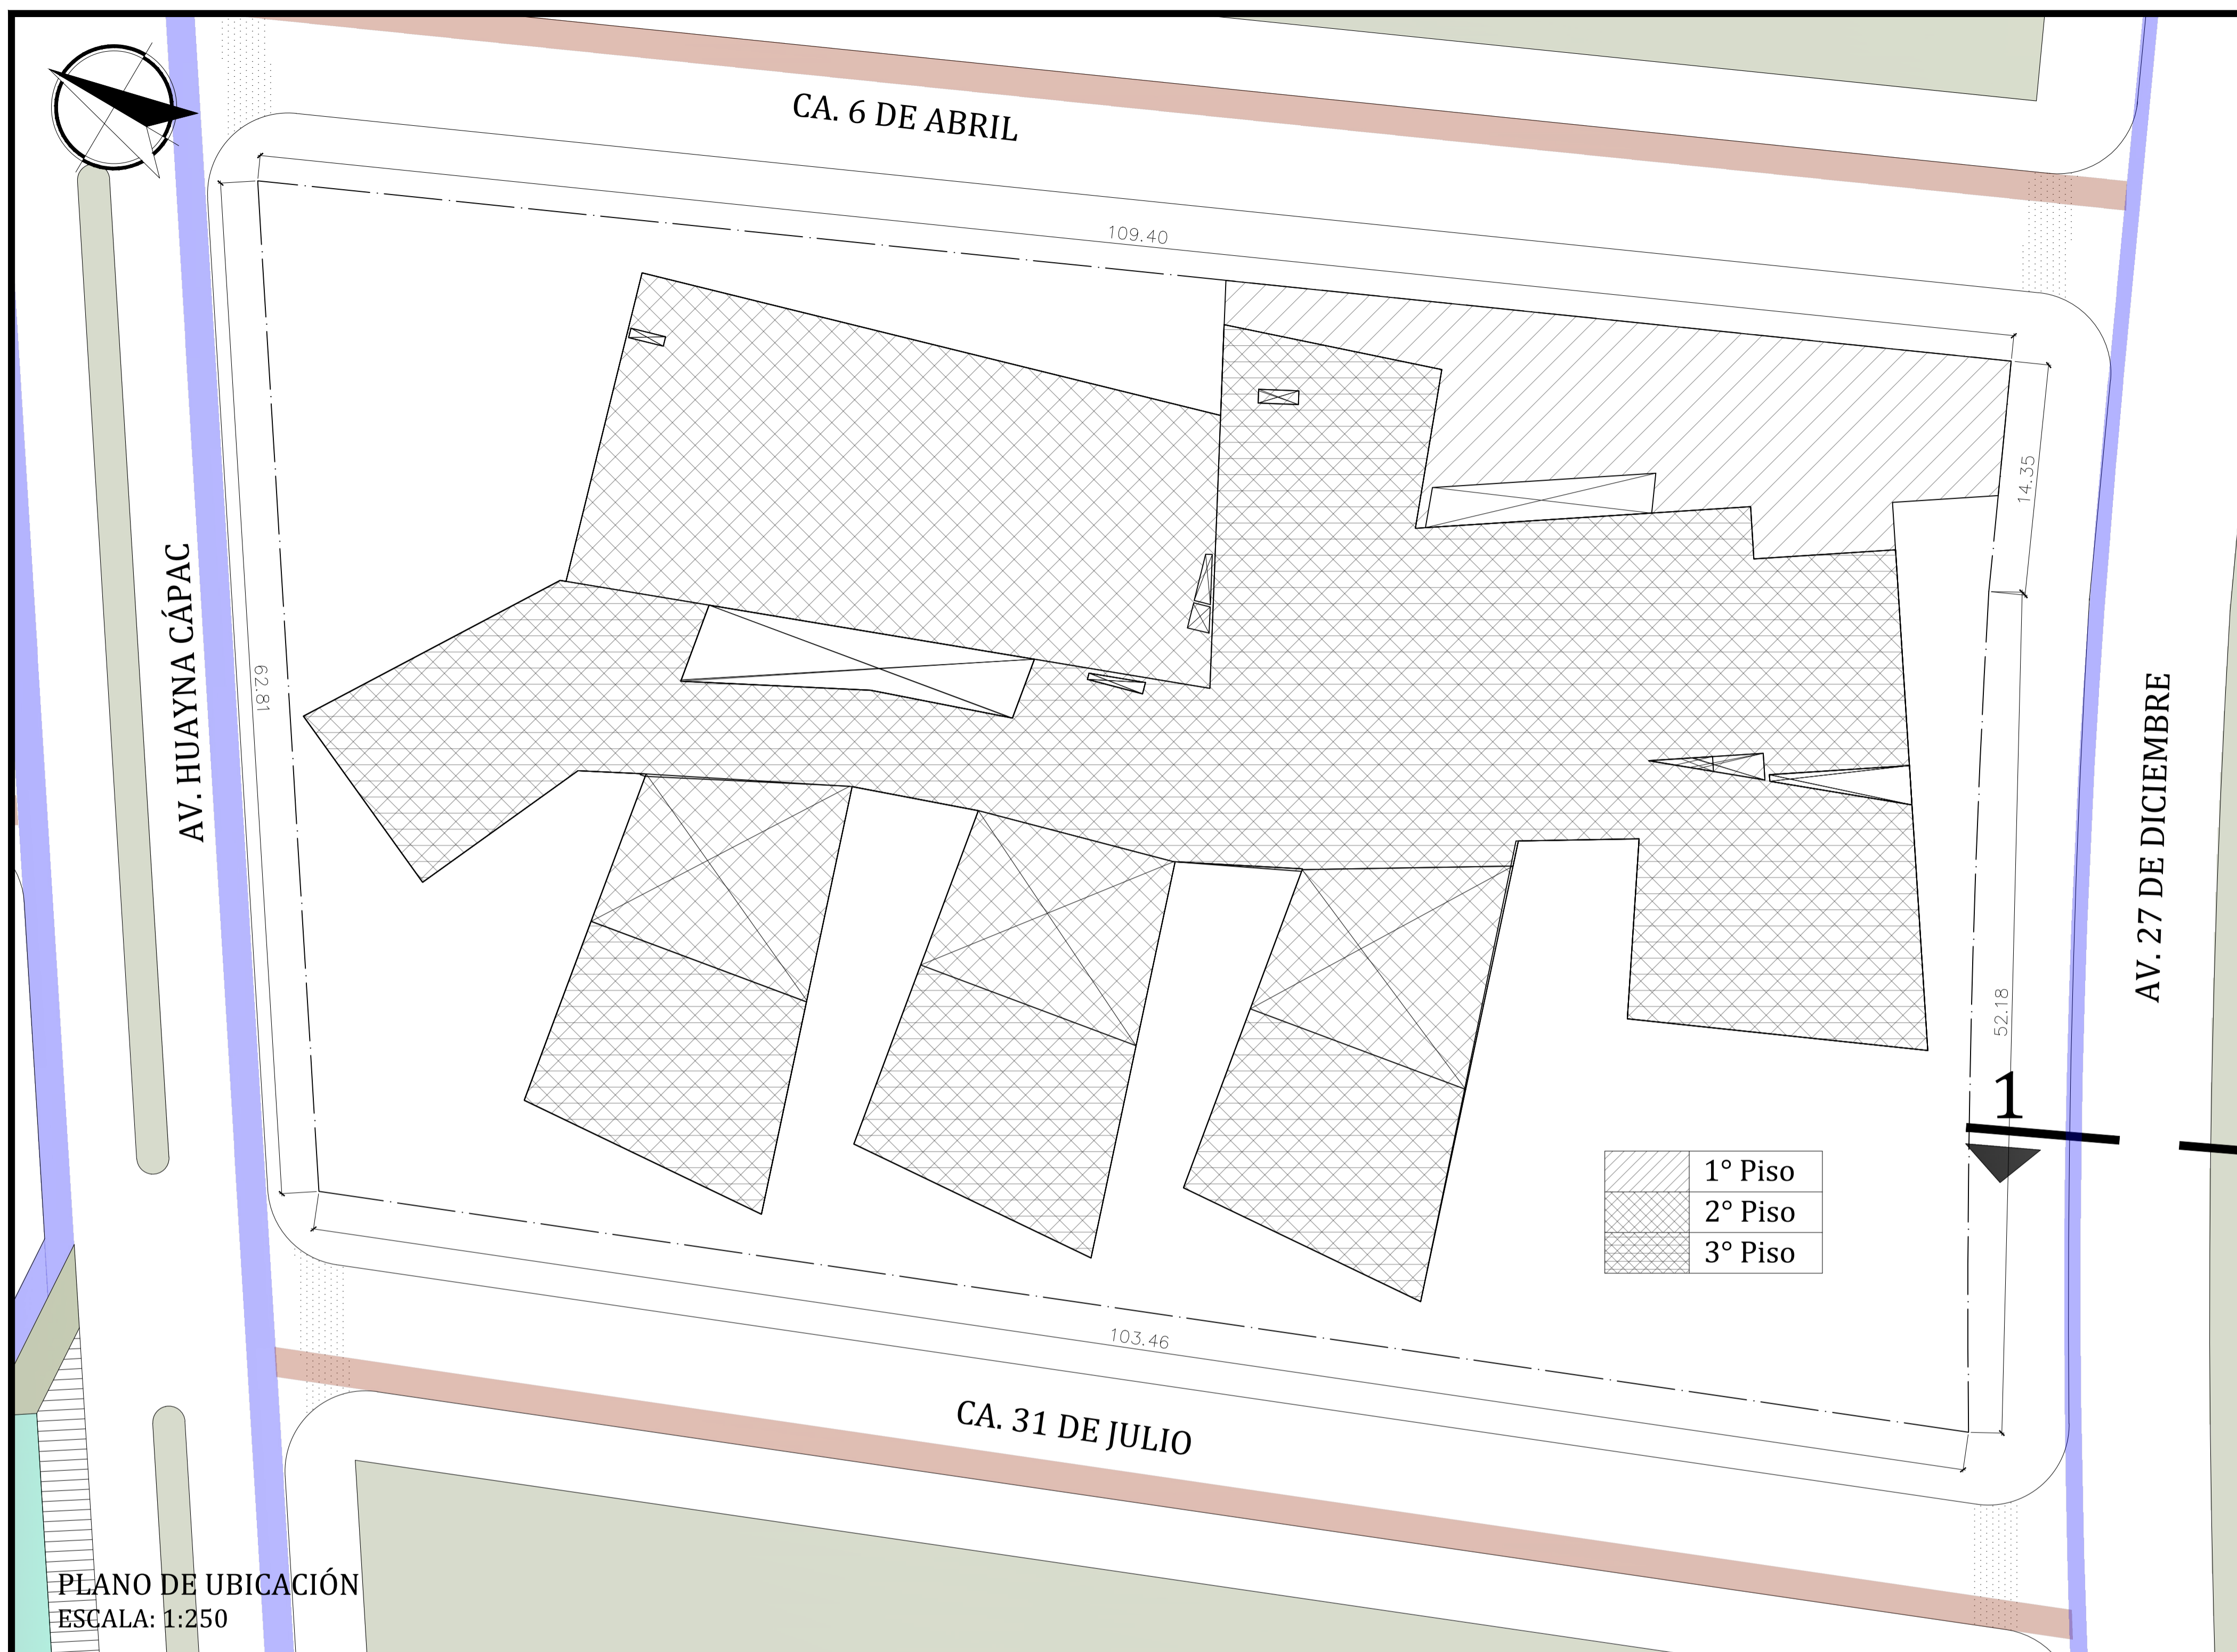 CA. 6 DE ABRIL
109.40
14.35
AV. HUAYNA CÁPAC
62.81
AV. 27 DE DICIEMBRE
52.18
1
1° Piso
2° Piso
3° Piso
103.46
CA. 31 DE JULIO
PLANO DE UBICACIÓN
ESCALA: 1:250